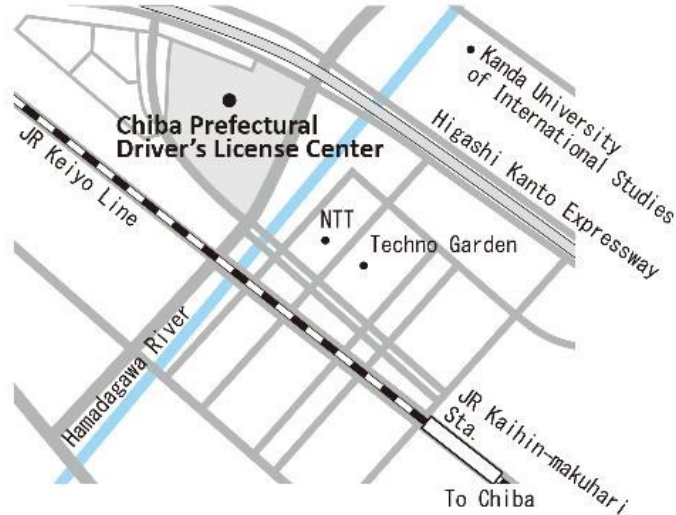 Kanda University
of International Studies
Higashi Kanto Expressway
Chiba Prefectural
Driver's License Center
JR Keiyo Line
NTT
Techno Garden
Hamadagawa River
JR Kaihin-makuhari
Sta.
To Chiba